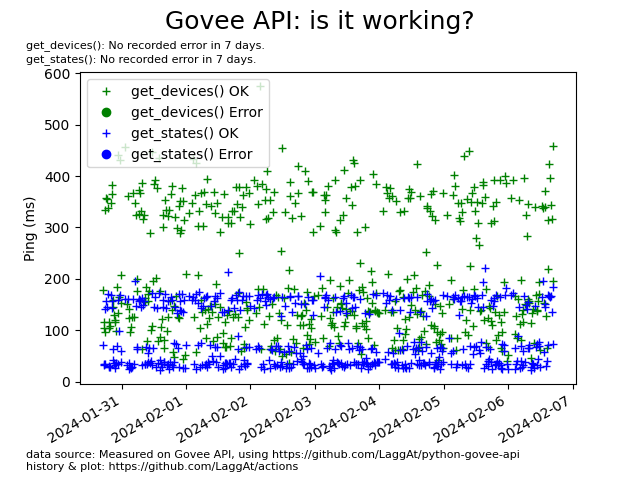 Govee API: is it working?
get_devices(): No recorded error in 7 days.
get_states(): No recorded error in 7 days.
600
500
400
300
200
100
0
Ping (ms)
get_devices() OK
get_devices() Error
get_states() OK
get_states() Error
2024-01-31
2024-02-01
2024-02-02
2024-02-03
2024-02-04
2024-02-05
2024-02-06
2024-02-07
data source: Measured on Govee API, using https://github.com/LaggAt/python-govee-api
history & plot: https://github.com/LaggAt/actions